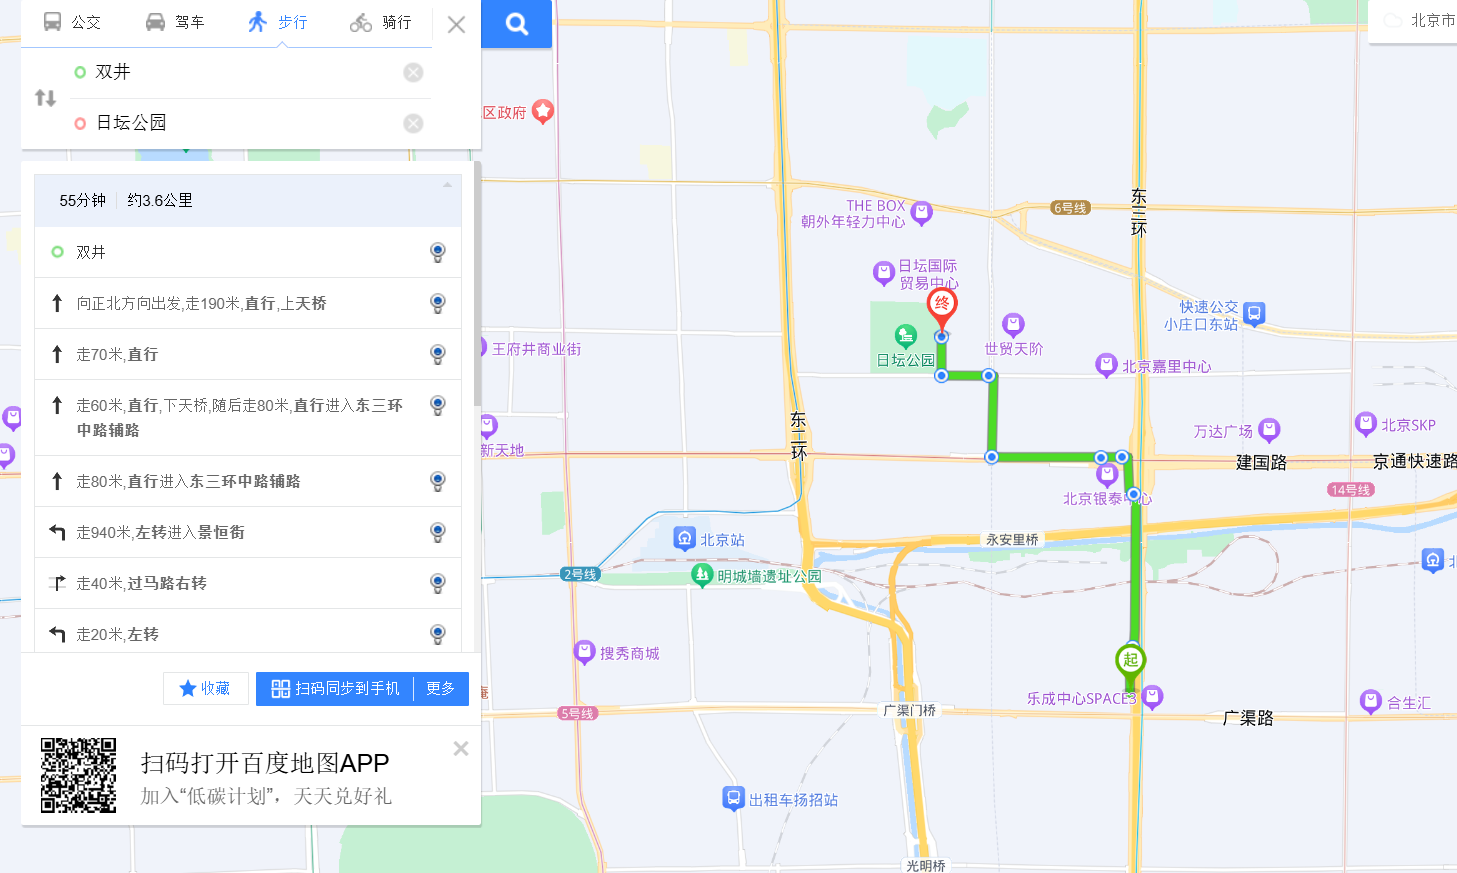 公交
驾车
步行
骑行
双井
日坛公园
55分钟
约3.6公里
双井
向正北方向出发,走190米,直行,上天桥
走70米,直行
走60米,直行,下天桥,随后走80米,直行进入东三环
中路辅路
走80米,直行进入东三环中路辅路
走940米,左转进入景恒街
走40米,过马路右转
走20米,左转
收藏
扫码同步到手机
更多
扫码打开百度地图APP
加入“低碳计划”，天天兑好礼
北京市
区政府
THE BOX
朝外年轻力中心
6号线
东三环
日坛国际
贸易中心
终
快速公交
小庄口东站
王府井商业街
日坛公园
世贸天阶
北京嘉里中心
东二环
新天地
万达广场
北京SKP
建国路
京通快速路
14号线
北京银泰中心
北京站
永安里桥
2号线
明城墙遗址公园
北
搜秀商城
起
庵
乐成中心SPACE3
5号线
广渠门桥
广渠路
合生汇
出租车扬招站
光明桥